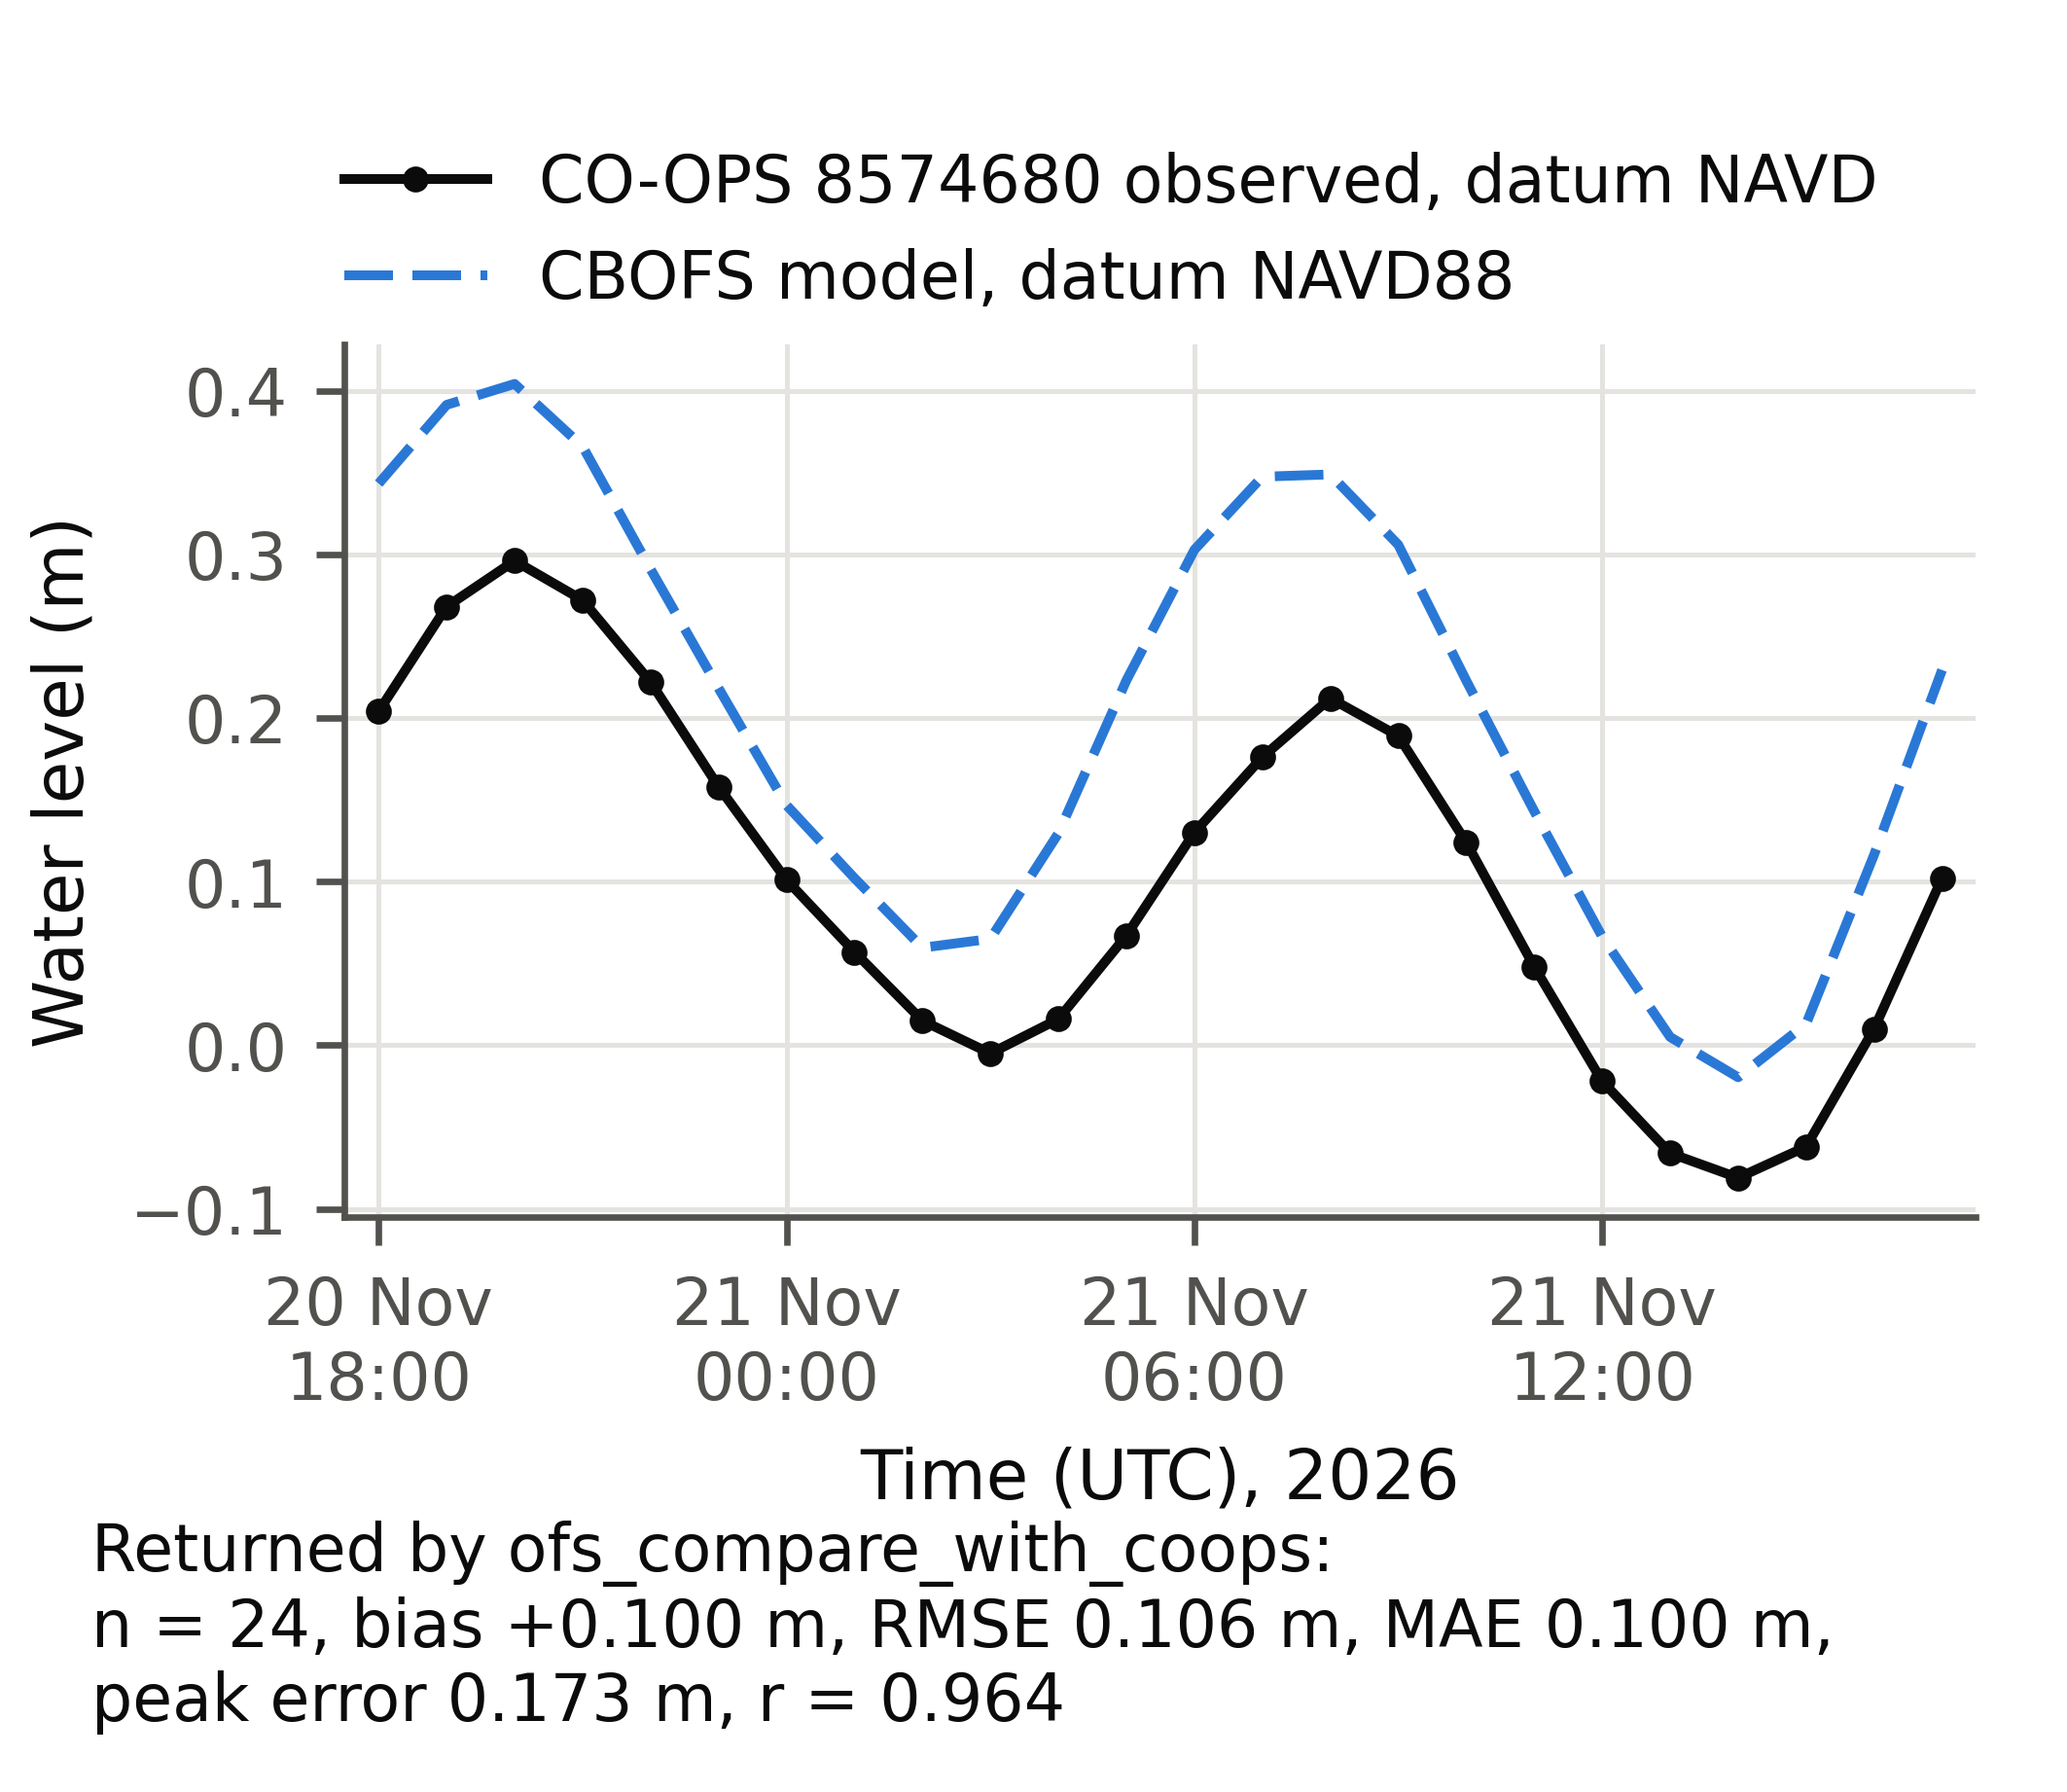 CO-OPS 8574680 observed, datum NAVD
CBOFS model, datum NAVD88
Water level (m)
0.4
0.3
0.2
0.1
0.0
−0.1
20 Nov
18:00
21 Nov
00:00
21 Nov
06:00
21 Nov
12:00
Time (UTC), 2026
Returned by ofs_compare_with_coops:
n = 24, bias +0.100 m, RMSE 0.106 m, MAE 0.100 m,
peak error 0.173 m, r = 0.964